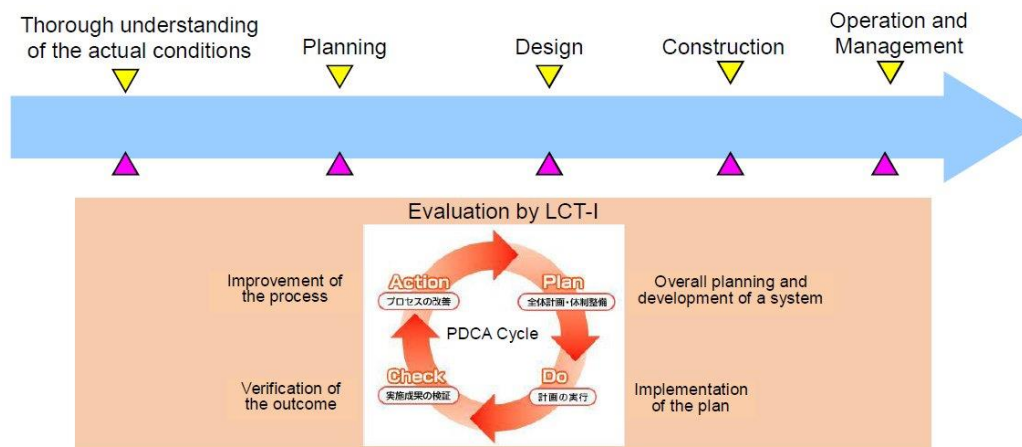 Thorough understanding
of the actual conditions
Planning
Design
Construction
Operation and
Management
Evaluation by LCT-I
Improvement of
the process
Action
プロセスの改善
Plan
全体計画・体制整備
Overall planning and
development of a system
PDCA Cycle
Verification of
the outcome
Check
実施成果の検証
Do
計画の実行
Implementation
of the plan